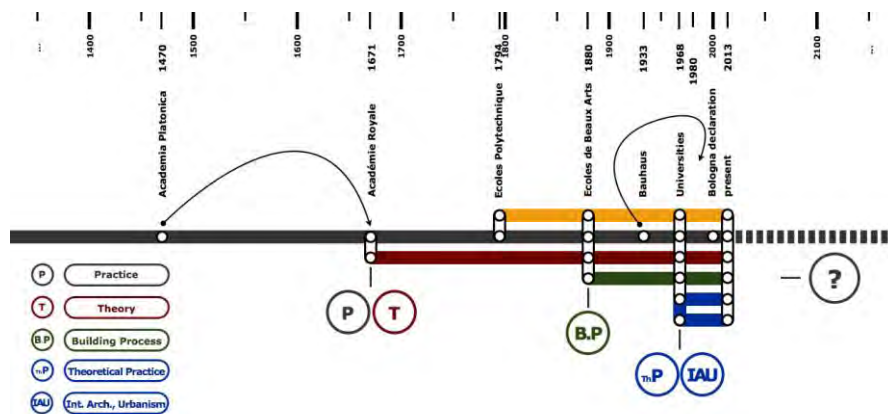 1400
1500
1600
1700
1800
1900
2000
2100
1470
1671
1794
1880
1933
1968
1980
2013
Academia Platonica
Académie Royale
Ecoles Polytechnique
Ecoles de Beaux Arts
Bauhaus
Universities
Bologna declaration
present
P Practice
T Theory
B.P Building Process
ThP Theoretical Practice
IAU Int. Arch., Urbanism
P T
B.P
ThP IAU
?